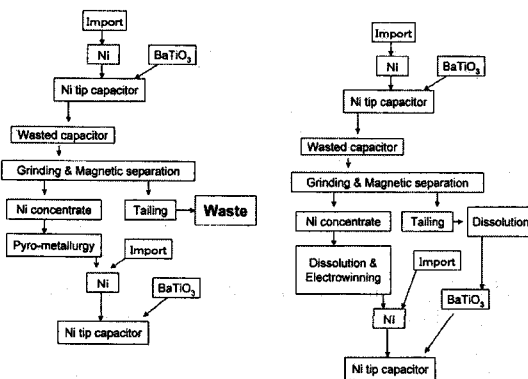 Import
Ni
BaTiO3
Ni tip capacitor
Wasted capacitor
Grinding & Magnetic separation
Ni concentrate
Tailing
Waste
Pyro-metallurgy
Import
Ni
BaTiO3
Ni tip capacitor
Import
Ni
BaTiO3
Ni tip capacitor
Wasted capacitor
Grinding & Magnetic separation
Ni concentrate
Tailing
Dissolution
Dissolution &
Electrowinning
Import
BaTiO3
Ni
Ni tip capacitor